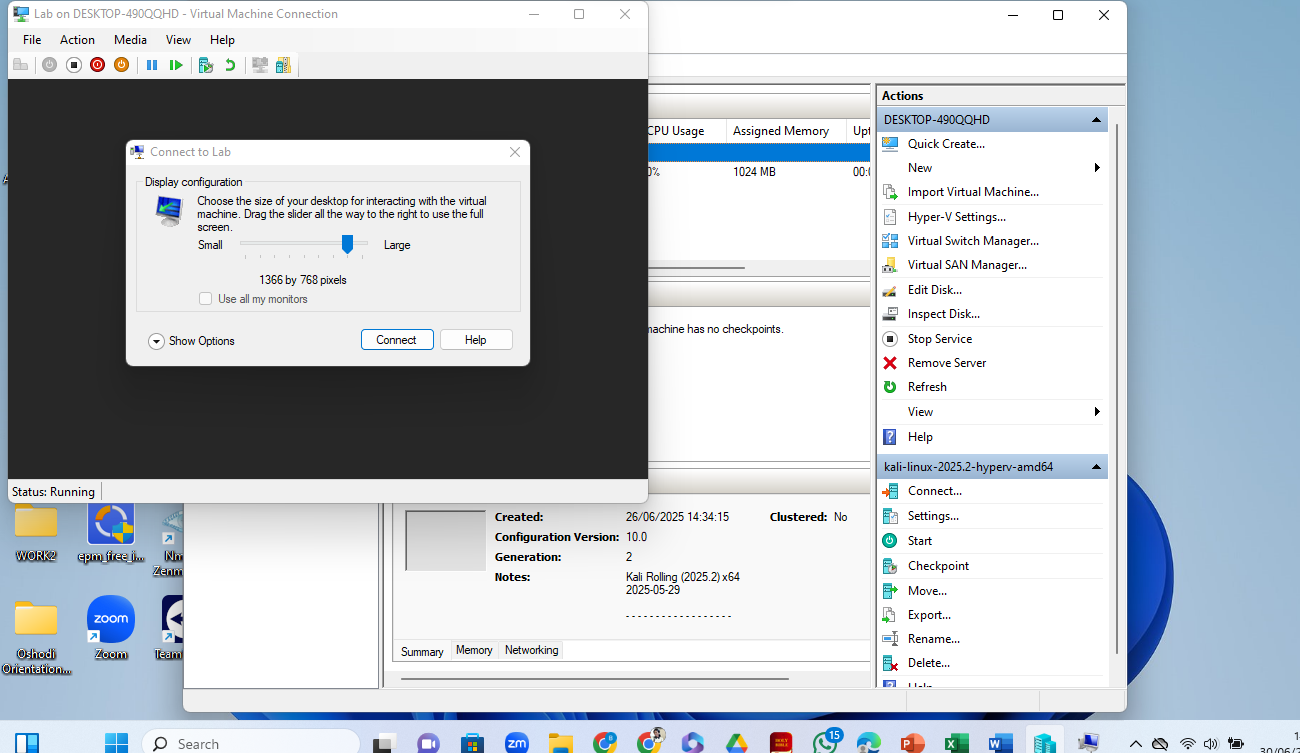 Lab on DESKTOP-490QQHD - Virtual Machine Connection
File Action Media View Help
Connect to Lab
Display configuration
Choose the size of your desktop for interacting with the virtual
machine. Drag the slider all the way to the right to use the full
screen.
Small Large
1366 by 768 pixels
Use all my monitors
Show Options Connect Help
Status: Running
CPU Usage Assigned Memory Upt
0% 1024 MB 00:0
machine has no checkpoints.
Created: 26/06/2025 14:34:15 Clustered: No
Configuration Version: 10.0
Generation: 2
Notes: Kali Rolling (2025.2) x64
2025-05-29
- - - - - - - - - - - - - - - - - -
Summary Memory Networking
Actions
DESKTOP-490QQHD
Quick Create...
New
Import Virtual Machine...
Hyper-V Settings...
Virtual Switch Manager...
Virtual SAN Manager...
Edit Disk...
Inspect Disk...
Stop Service
Remove Server
Refresh
View
Help
kali-linux-2025.2-hyperv-amd64
Connect...
Settings...
Start
Checkpoint
Move...
Export...
Rename...
Delete...
Help
WORK2
epm_free_i...
Nm
Zenm
Oshodi
Orientation...
zoom
Zoom
Team
Search
zm
15
30/06/